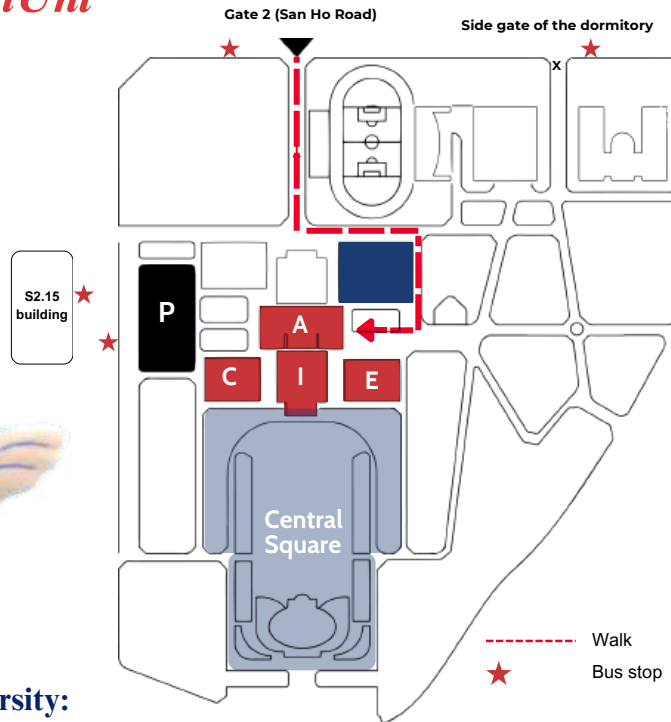 Gate 2 (San Ho Road)
Side gate of the dormitory
x
S2.15
building
P
A
C
I
E
Central
Square
Walk
Bus stop
rsity: